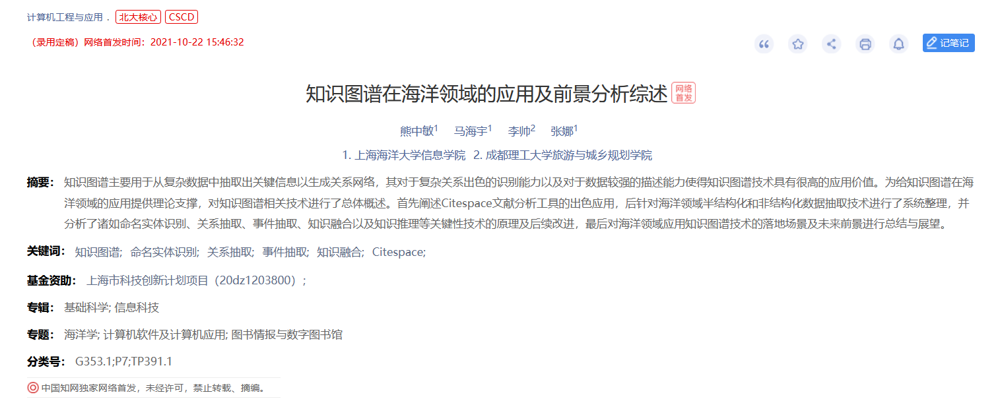 计算机工程与应用 . 北大核心 CSCD
（录用定稿）网络首发时间：2021-10-22 15:46:32
记笔记
知识图谱在海洋领域的应用及前景分析综述 网络首发
熊中敏1 马海宇1 李帅2 张娜1
1. 上海海洋大学信息学院 2. 成都理工大学旅游与城乡规划学院
摘要： 知识图谱主要用于从复杂数据中抽取出关键信息以生成关系网络，其对于复杂关系出色的识别能力以及对于数据较强的描述能力使得知识图谱技术具有很高的应用价值。为给知识图谱在海
洋领域的应用提供理论支撑，对知识图谱相关技术进行了总体概述。首先阐述Citespace文献分析工具的出色应用，后针对海洋领域半结构化和非结构化数据抽取技术进行了系统整理，并
分析了诸如命名实体识别、关系抽取、事件抽取、知识融合以及知识推理等关键性技术的原理及后续改进，最后对海洋领域应用知识图谱技术的落地场景及未来前景进行总结与展望。
关键词： 知识图谱; 命名实体识别; 关系抽取; 事件抽取; 知识融合; Citespace;
基金资助： 上海市科技创新计划项目（20dz1203800）;
专辑： 基础科学; 信息科技
专题： 海洋学; 计算机软件及计算机应用; 图书情报与数字图书馆
分类号： G353.1;P7;TP391.1
中国知网独家网络首发，未经许可，禁止转载、摘编。